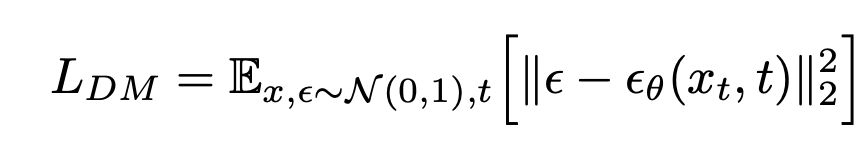 $L_{DM} = \mathbb{E}_{x, \epsilon \sim \mathcal{N}(0,1), t} \Big[ \| \epsilon - \epsilon_\theta(x_t, t) \|_2^2 \Big]$